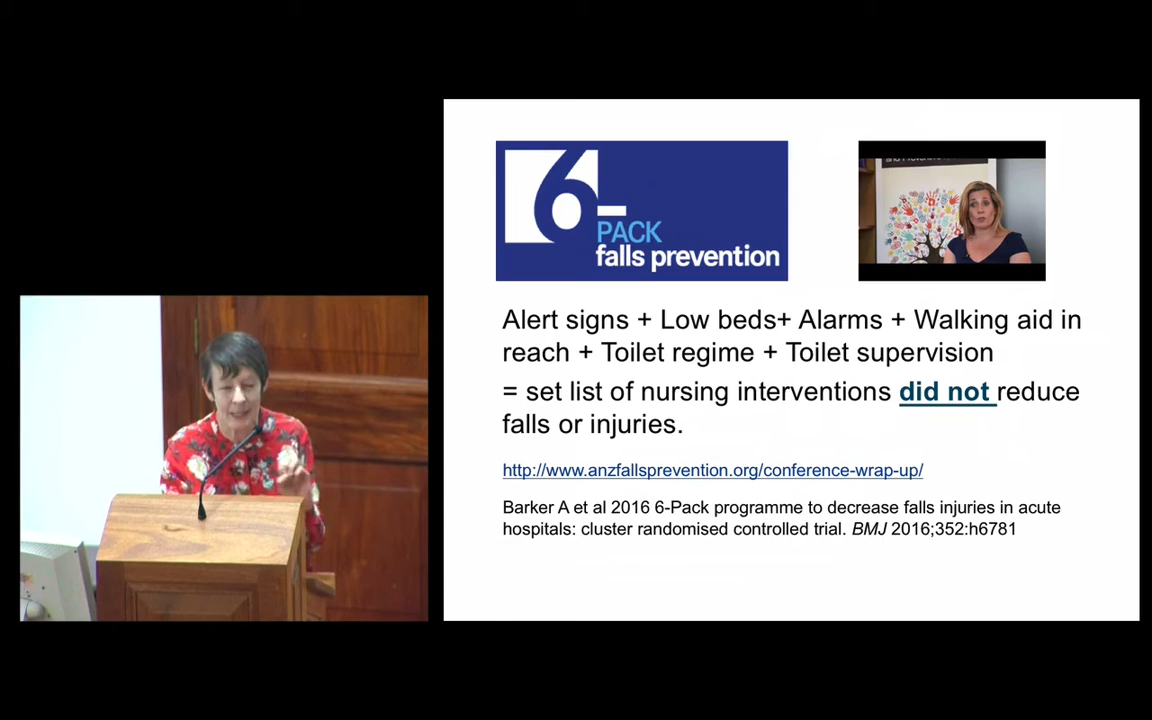 6-
PACK
falls prevention
Alert signs + Low beds+ Alarms + Walking aid in
reach + Toilet regime + Toilet supervision
= set list of nursing interventions did not reduce
falls or injuries.
http://www.anzfallsprevention.org/conference-wrap-up/
Barker A et al 2016 6-Pack programme to decrease falls injuries in acute
hospitals: cluster randomised controlled trial. BMJ 2016;352:h6781